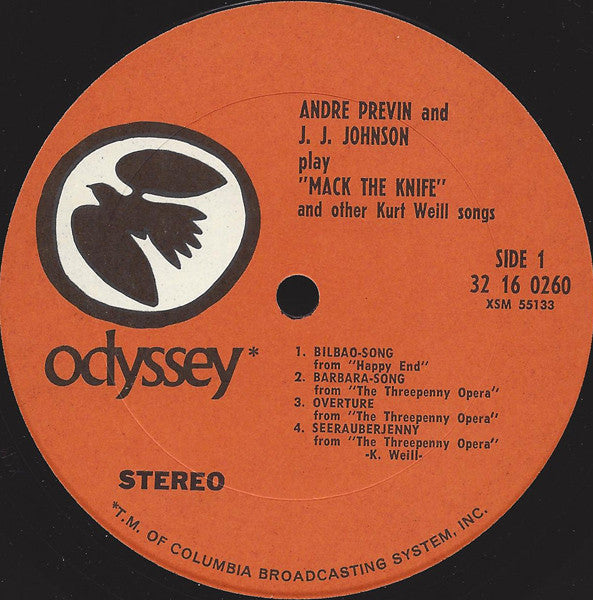 ANDRE PREVIN and
J. J. JOHNSON
play
"MACK THE KNIFE"
and other Kurt Weill songs
SIDE 1
32 16 0260
XSM 55133
odyssey*
1. BILBAO-SONG
from "Happy End"
2. BARBARA-SONG
from "The Threepenny Opera"
3. OVERTURE
from "The Threepenny Opera"
4. SEERAUBERJENNY
from "The Threepenny Opera"
-K. Weill-
STEREO
*T.M. OF COLUMBIA BROADCASTING SYSTEM, INC.